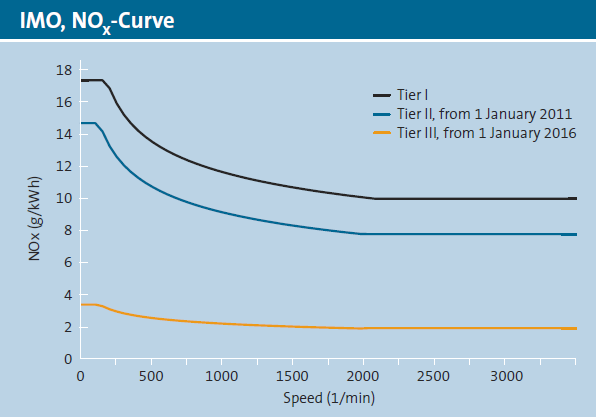 IMO, NOx-Curve
Tier I
Tier II, from 1 January 2011
Tier III, from 1 January 2016
NOx (g/kWh)
18
16
14
12
10
8
6
4
2
0
0 500 1000 1500 2000 2500 3000
Speed (1/min)